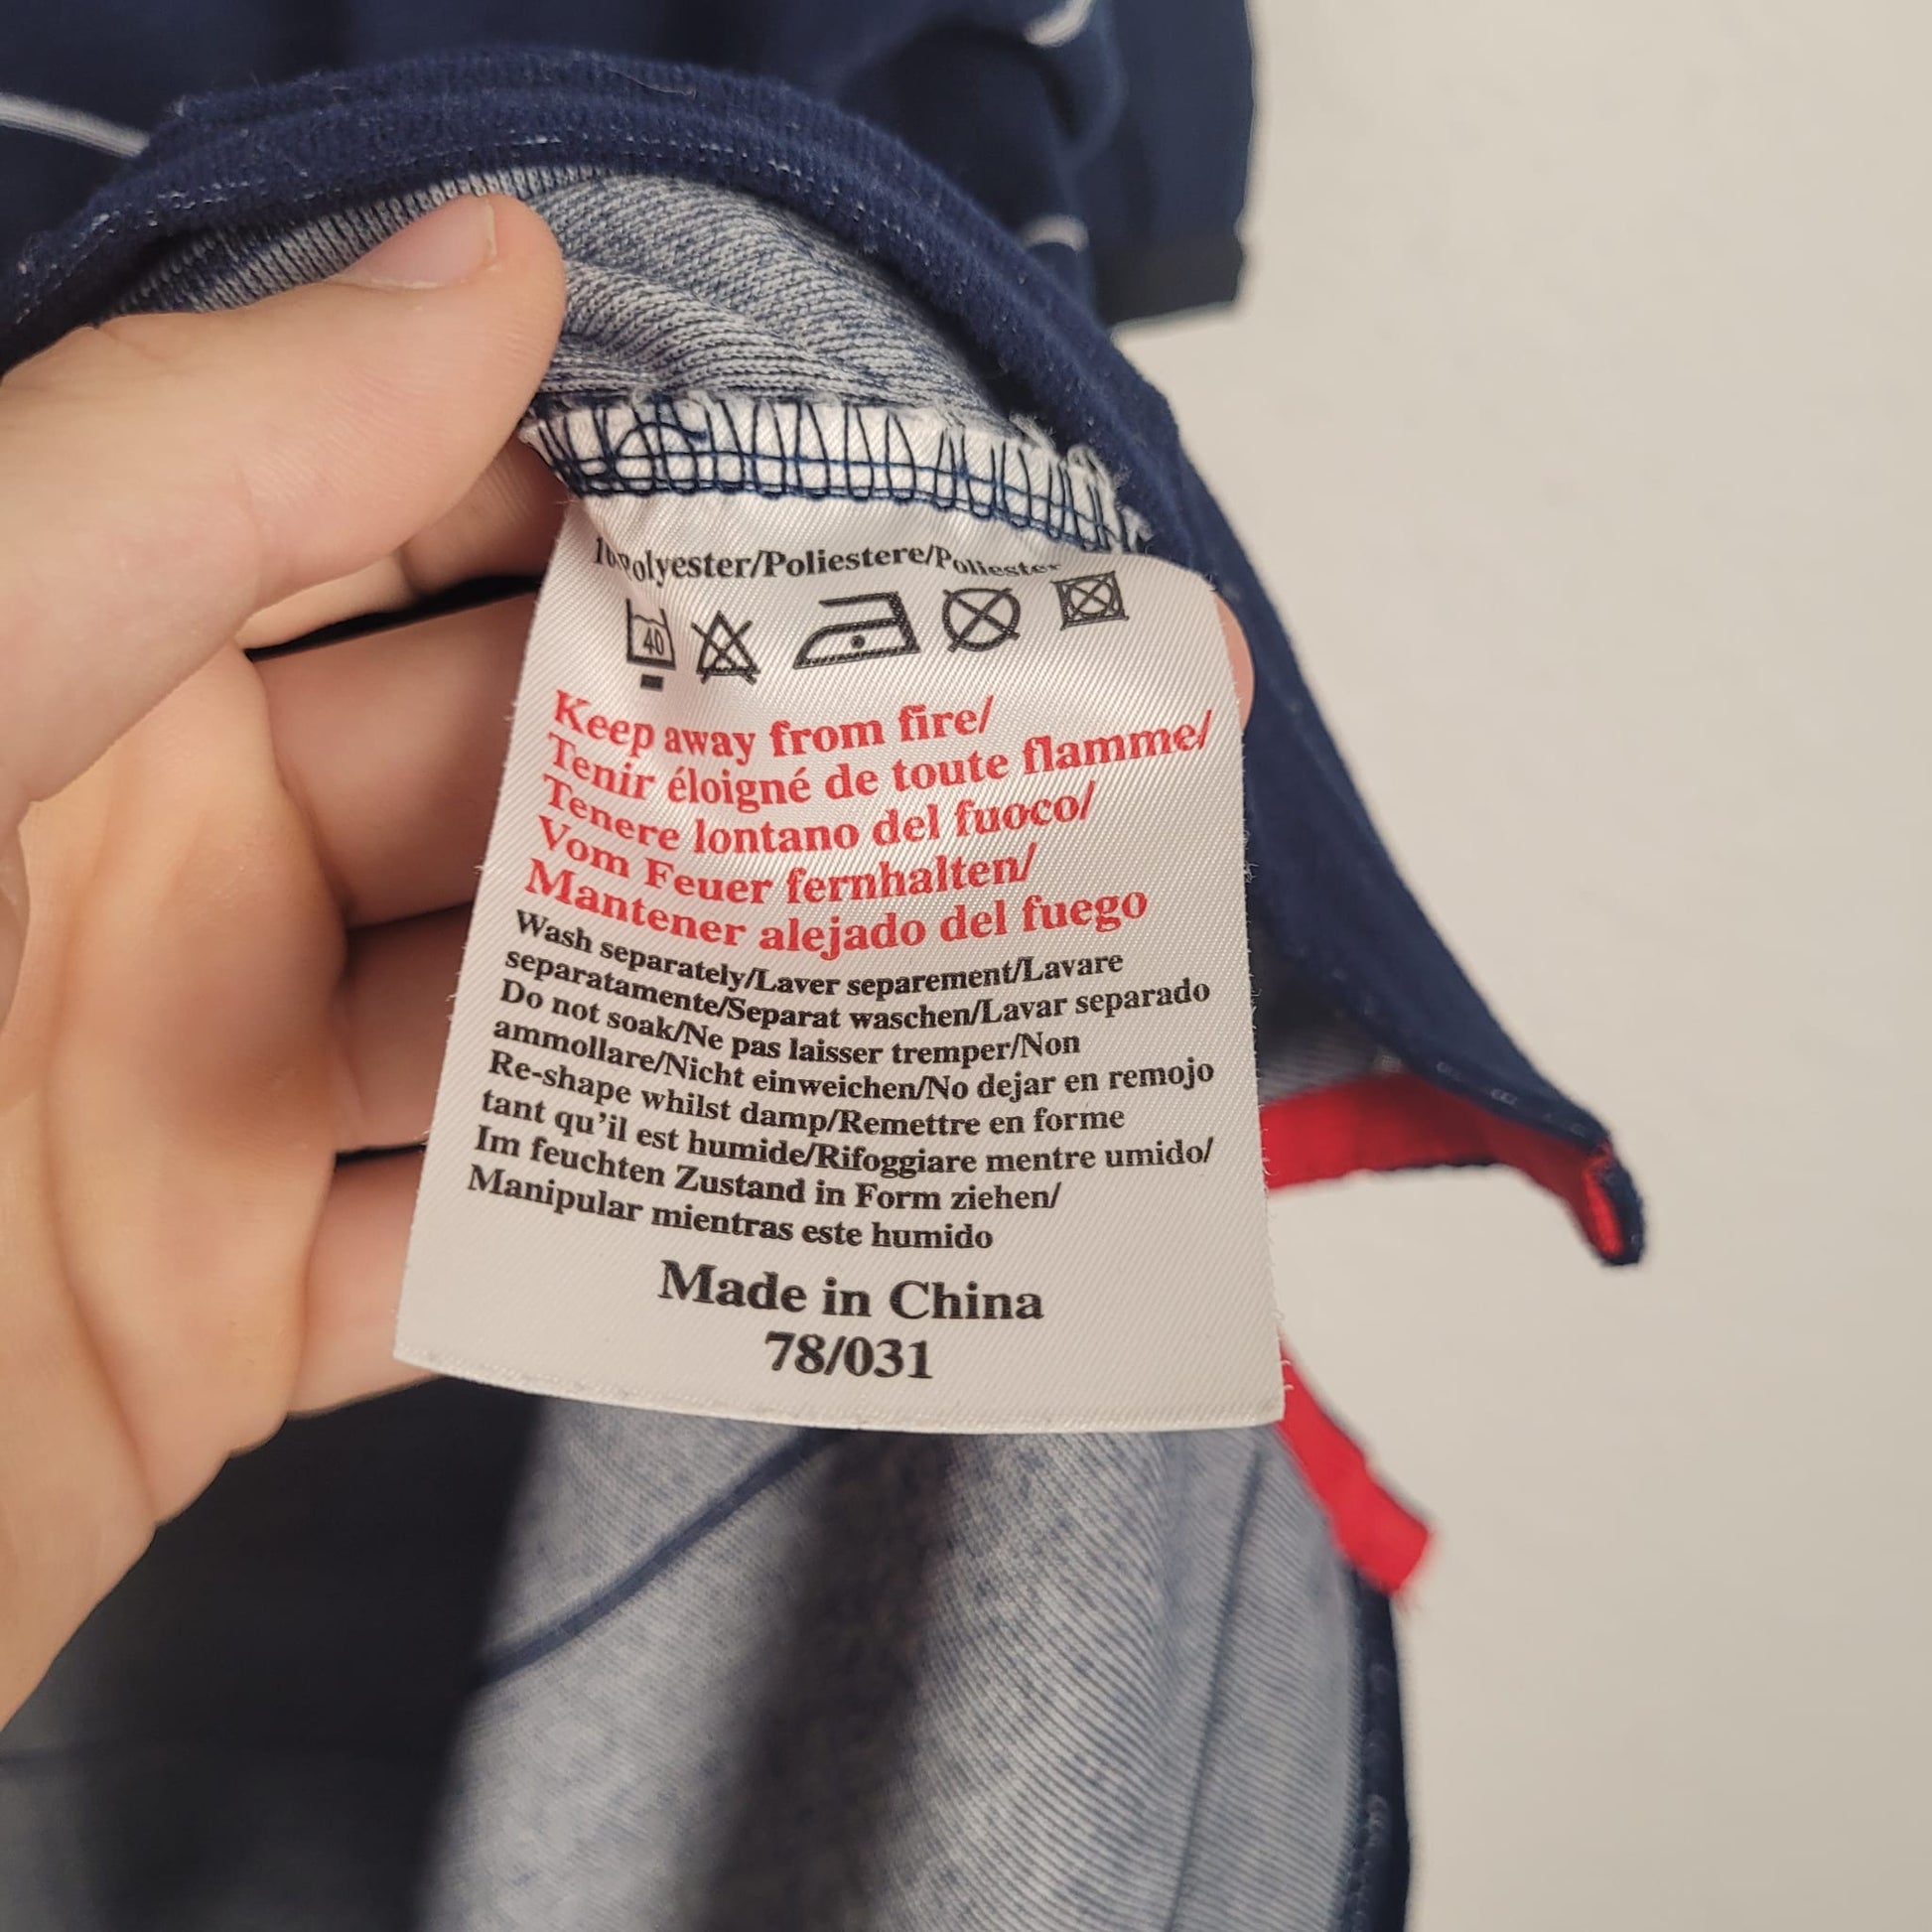 Polyester/Poliestere/Poliester
40
Keep away from fire/
Tenir éloigné de toute flamme/
Tenere lontano del fuoco/
Vom Feuer fernhalten/
Mantener alejado del fuego
Wash separately/Laver separement/Lavare
separatamente/Separat waschen/Lavar separado
Do not soak/Ne pas laisser tremper/Non
ammollare/Nicht einweichen/No dejar en remojo
Re-shape whilst damp/Remettre en forme
tant qu'il est humide/Rifoggiare mentre umido/
Im feuchten Zustand in Form ziehen/
Manipular mientras este humido
Made in China
78/031